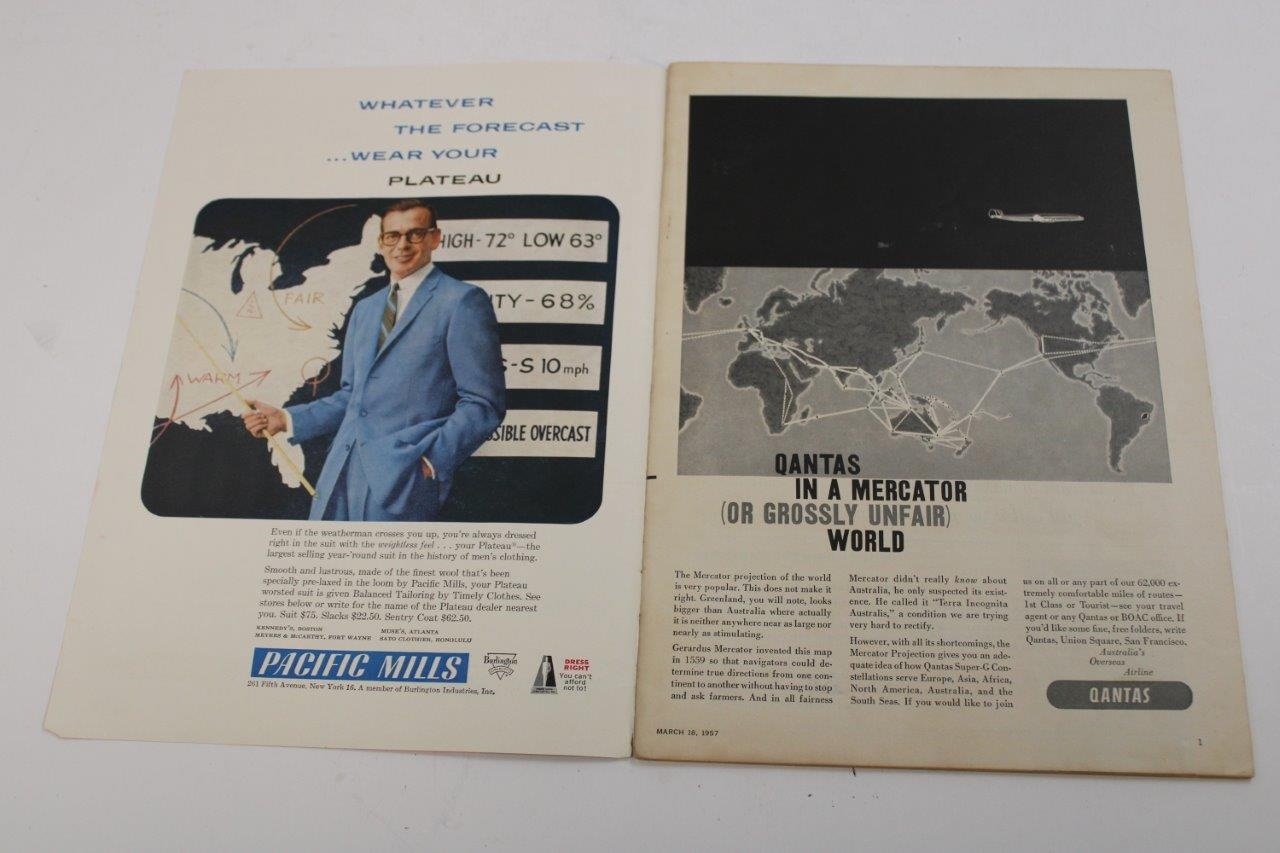 WHATEVER
THE FORECAST
...WEAR YOUR
PLATEAU
HIGH-72° LOW 63°
ITY-68%
S-S 10 mph
SSIBLE OVERCAST
FAIR
WARM
Even if the weatherman crosses you up, you're always dressed
right in the suit with the weightless feel . . . your Plateau®—the
largest selling year-'round suit in the history of men's clothing.
Smooth and lustrous, made of the finest wool that's been
specially pre-laxed in the loom by Pacific Mills, your Plateau
worsted suit is given Balanced Tailoring by Timely Clothes. See
stores below or write for the name of the Plateau dealer nearest
you. Suit $75. Slacks $22.50. Sentry Coat $62.50.
KENNEDY'S, BOSTON
MEYERS & McCARTHY, FORT WAYNE
MUSE'S, ATLANTA
SATO CLOTHIER, HONOLULU
PACIFIC MILLS
Burlington
DRESS
RIGHT
You can't
afford
not to!
261 Fifth Avenue, New York 16. A member of Burlington Industries, Inc.
QANTAS
IN A MERCATOR
(OR GROSSLY UNFAIR)
WORLD
The Mercator projection of the world
is very popular. This does not make it
right. Greenland, you will note, looks
bigger than Australia where actually
it is neither anywhere near as large nor
nearly as stimulating.
Gerardus Mercator invented this map
in 1559 so that navigators could de-
termine true directions from one con-
tinent to another without having to stop
and ask farmers. And in all fairness
Mercator didn't really know about
Australia, he only suspected its exist-
ence. He called it "Terra Incognita
Australis," a condition we are trying
very hard to rectify.
However, with all its shortcomings, the
Mercator Projection gives you an ade-
quate idea of how Qantas Super-G Con-
stellations serve Europe, Asia, Africa,
North America, Australia, and the
South Seas. If you would like to join
us on all or any part of our 62,000 ex-
tremely comfortable miles of routes—
1st Class or Tourist—see your travel
agent or any Qantas or BOAC office. If
you'd like some fine, free folders, write
Qantas, Union Square, San Francisco.
Australia's
Overseas
Airline
QANTAS
MARCH 18, 1957
1